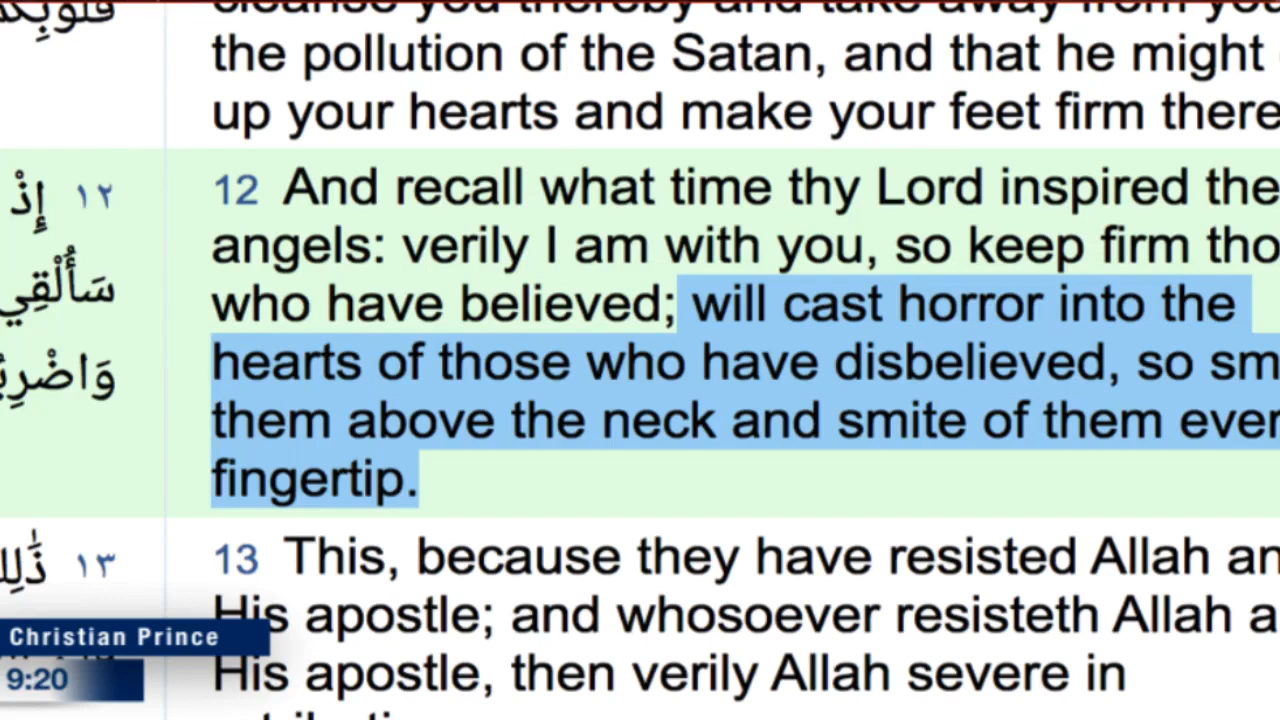 the pollution of the Satan, and that he might
up your hearts and make your feet firm there
١٢ إِذْ
12 And recall what time thy Lord inspired the
angels: verily I am with you, so keep firm tho
سَأُلْقِي
who have believed; will cast horror into the
hearts of those who have disbelieved, so sm
وَاضْرِبُ
them above the neck and smite of them ever
fingertip.
١٣ ذَٰلِكَ
13 This, because they have resisted Allah an
His apostle; and whosoever resisteth Allah a
Christian Prince
His apostle, then verily Allah severe in
9:20